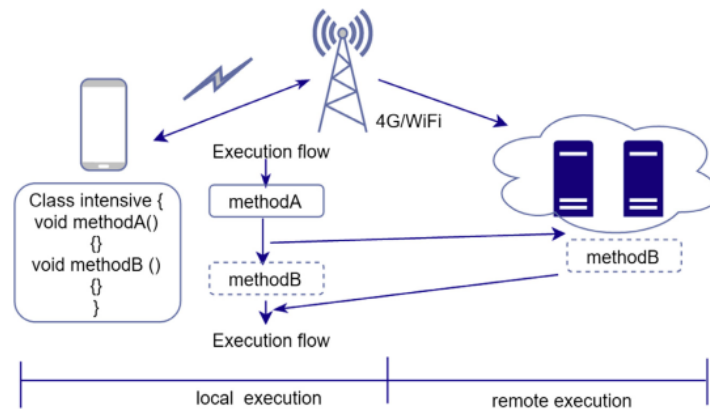 4G/WiFi
Execution flow
Class intensive {
void methodA()
{}
void methodB ()
{}
}
methodA
methodB
methodB
Execution flow
local execution
remote execution